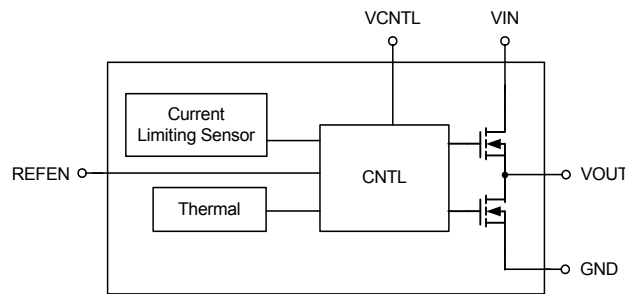 VCNTL
VIN
Current
Limiting Sensor
REFEN
CNTL
VOUT
Thermal
GND